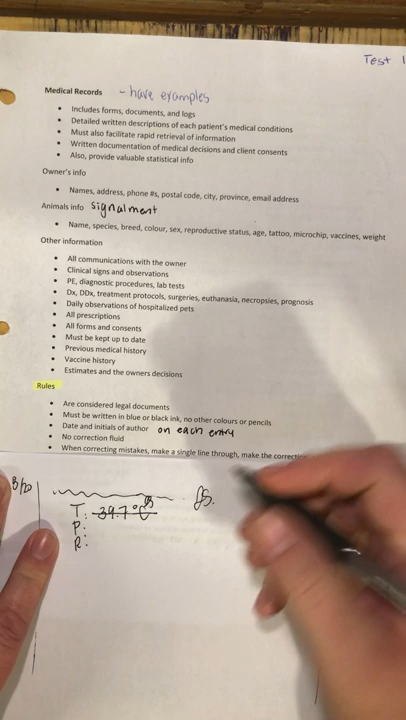 Test 1
Medical Records - have examples
• Includes forms, documents, and logs
• Detailed written descriptions of each patient's medical conditions
• Must also facilitate rapid retrieval of information
• Written documentation of medical decisions and client consents
• Also, provide valuable statistical info
Owner's info
• Names, address, phone #s, postal code, city, province, email address
Animals info signalment
• Name, species, breed, colour, sex, reproductive status, age, tattoo, microchip, vaccines, weight
Other information
• All communications with the owner
• Clinical signs and observations
• PE, diagnostic procedures, lab tests
• Dx, DDx, treatment protocols, surgeries, euthanasia, necropsies, prognosis
• Daily observations of hospitalized pets
• All prescriptions
• All forms and consents
• Must be kept up to date
• Previous medical history
• Vaccine history
• Estimates and the owners decisions
Rules
• Are considered legal documents
• Must be written in blue or black ink, no other colours or pencils
• Date and initials of author on each entry
• No correction fluid
• When correcting mistakes, make a single line through, make the
T: 39.7°C
P:
R: